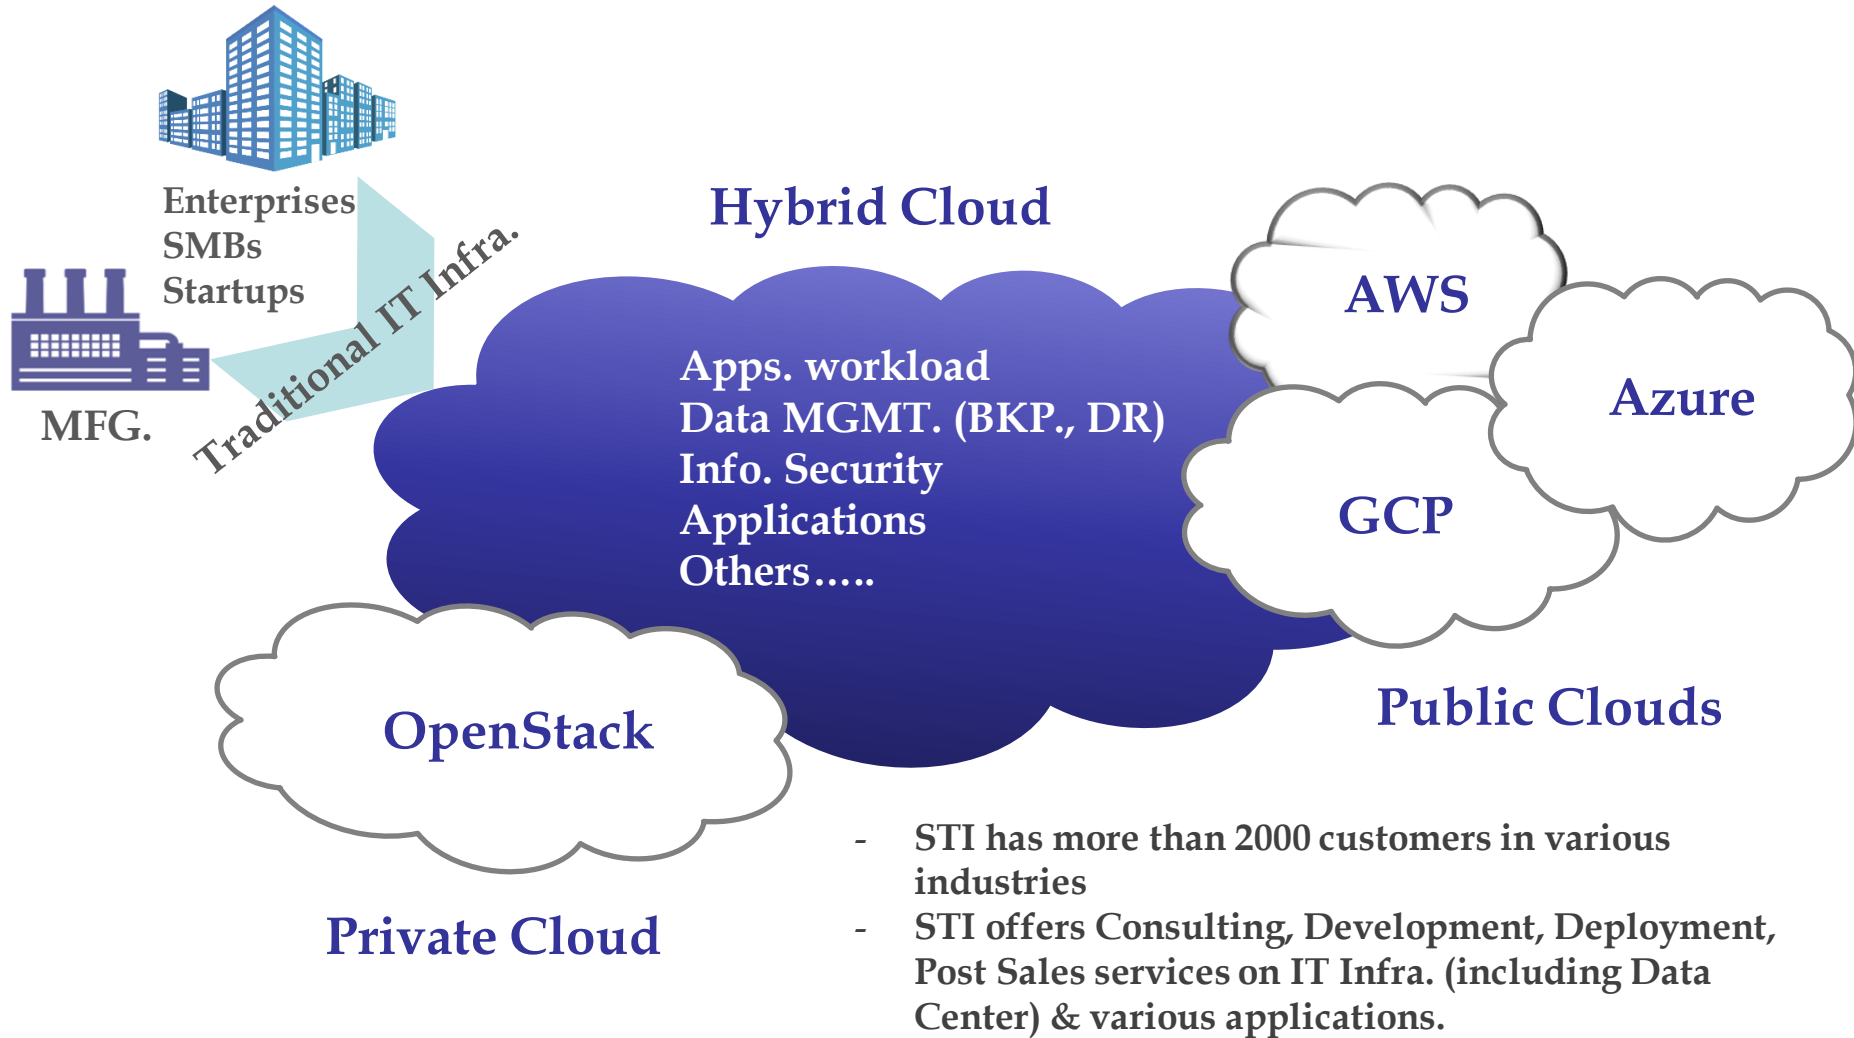 Enterprises
SMBs
Startups
MFG.
Traditional IT Infra.
Hybrid Cloud
Apps. workload
Data MGMT. (BKP., DR)
Info. Security
Applications
Others…..
AWS
Azure
GCP
Public Clouds
OpenStack
Private Cloud
- STI has more than 2000 customers in various
industries
- STI offers Consulting, Development, Deployment,
Post Sales services on IT Infra. (including Data
Center) & various applications.